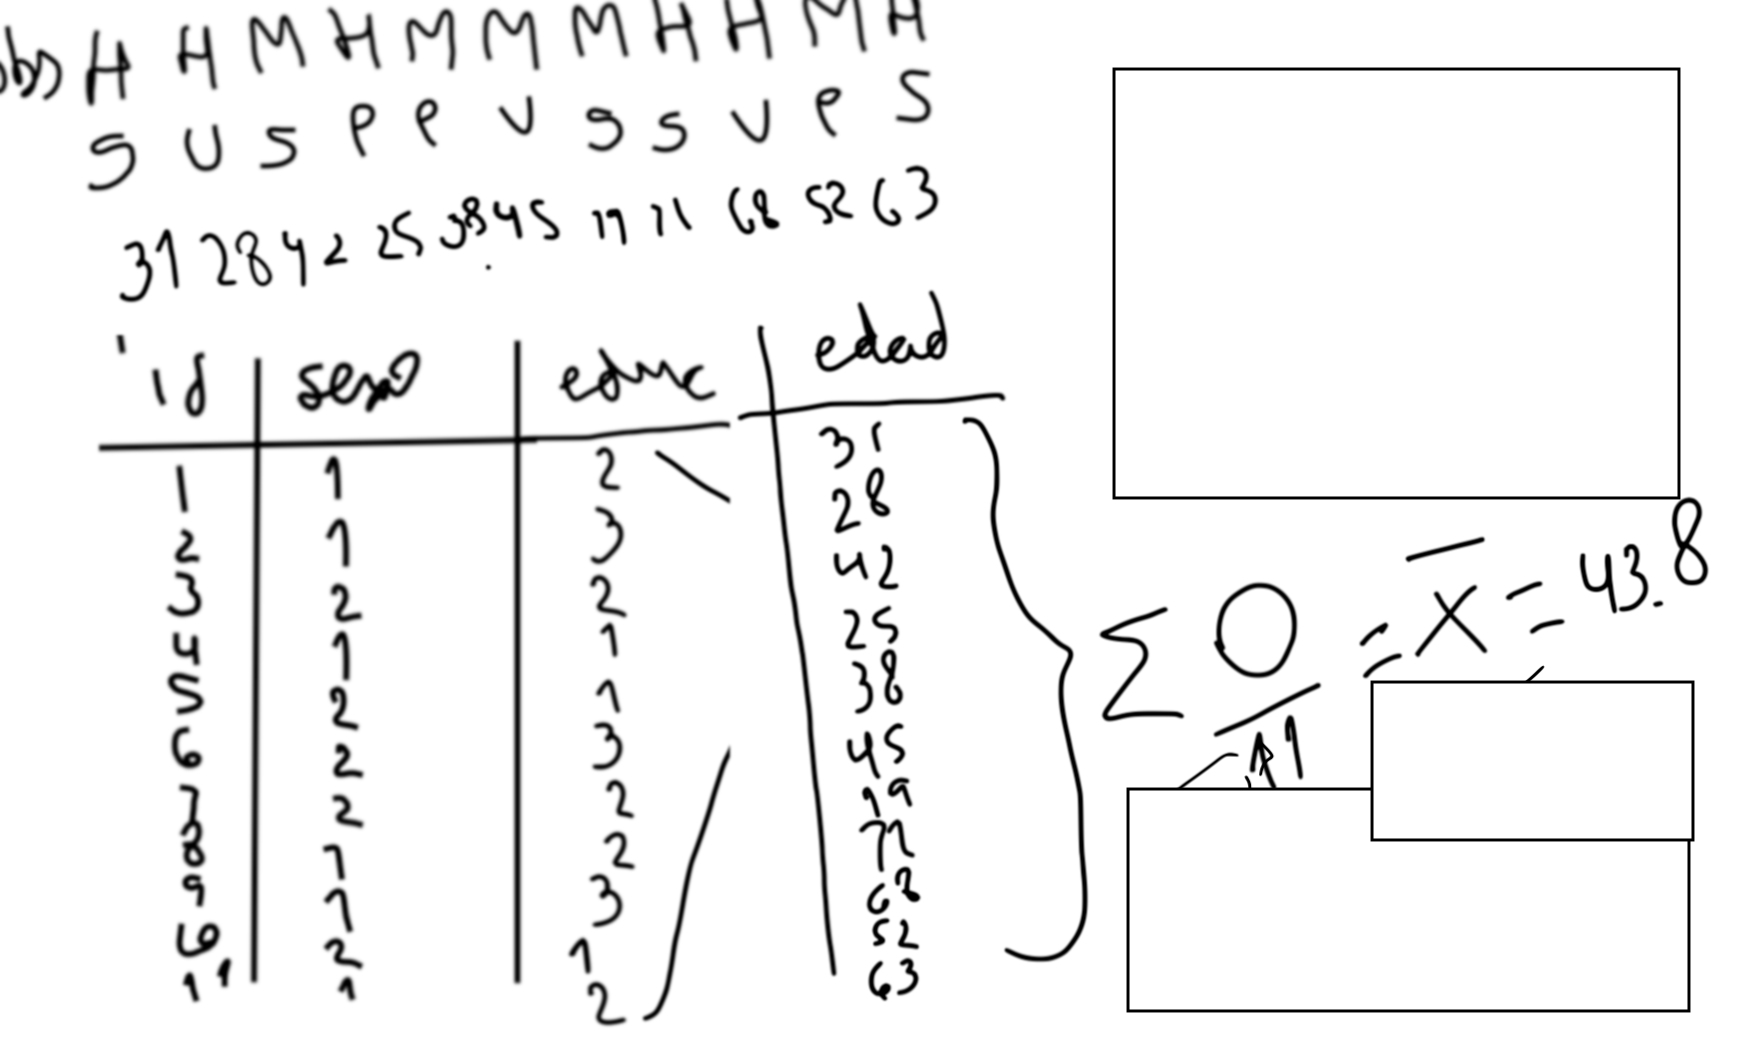 obs H H M H M M M H H M H
S U S P P U S S U P S
31 28 42 25 38 45 19 71 68 52 63
id sexo educ edad
1 1 2 31
2 1 3 28
3 2 2 42
4 1 1 25
5 2 1 38
6 2 3 45
7 2 2 19
8 1 2 71
9 1 3 68
10 2 1 52
11 1 2 63
Σ O / 11 = X̄ = 43.8